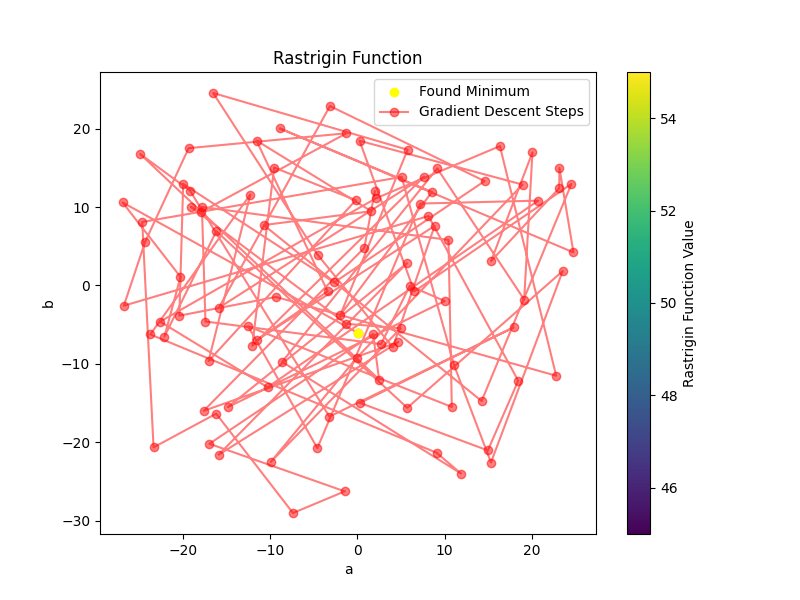 Rastrigin Function
Found Minimum
Gradient Descent Steps
20
10
0
−10
−20
−30
b
−20
−10
0
10
20
a
54
52
50
48
46
Rastrigin Function Value